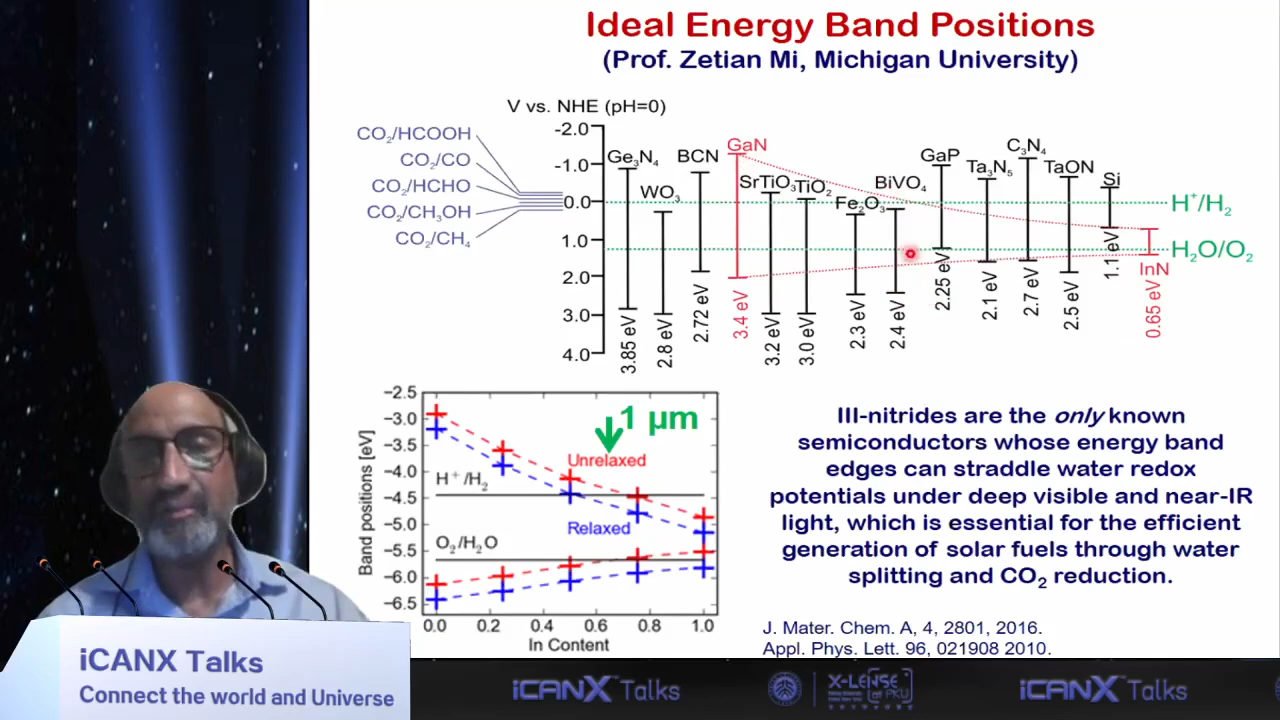 Ideal Energy Band Positions
(Prof. Zetian Mi, Michigan University)
V vs. NHE (pH=0)
CO₂/HCOOH
CO₂/CO
CO₂/HCHO
CO₂/CH₃OH
CO₂/CH₄
-2.0
-1.0
0.0
1.0
2.0
3.0
4.0
Ge₃N₄
WO₃
BCN
GaN
SrTiO₃
TiO₂
Fe₂O₃
BiVO₄
GaP
Ta₃N₅
C₃N₄
TaON
Si
H⁺/H₂
H₂O/O₂
InN
3.85 eV
2.8 eV
2.72 eV
3.4 eV
3.2 eV
3.0 eV
2.3 eV
2.4 eV
2.25 eV
2.1 eV
2.7 eV
2.5 eV
1.1 eV
0.65 eV
Band positions [eV]
−2.5
−3.0
−3.5
−4.0
−4.5
−5.0
−5.5
−6.0
−6.5
1 µm
Unrelaxed
H⁺/H₂
Relaxed
O₂/H₂O
0.0 0.2 0.4 0.6 0.8 1.0
In Content
III-nitrides are the only known
semiconductors whose energy band
edges can straddle water redox
potentials under deep visible and near-IR
light, which is essential for the efficient
generation of solar fuels through water
splitting and CO₂ reduction.
J. Mater. Chem. A, 4, 2801, 2016.
Appl. Phys. Lett. 96, 021908 2010.
iCANX Talks
Connect the world and Universe
iCANX Talks
X-LENSE
PKU
iCANX Talks